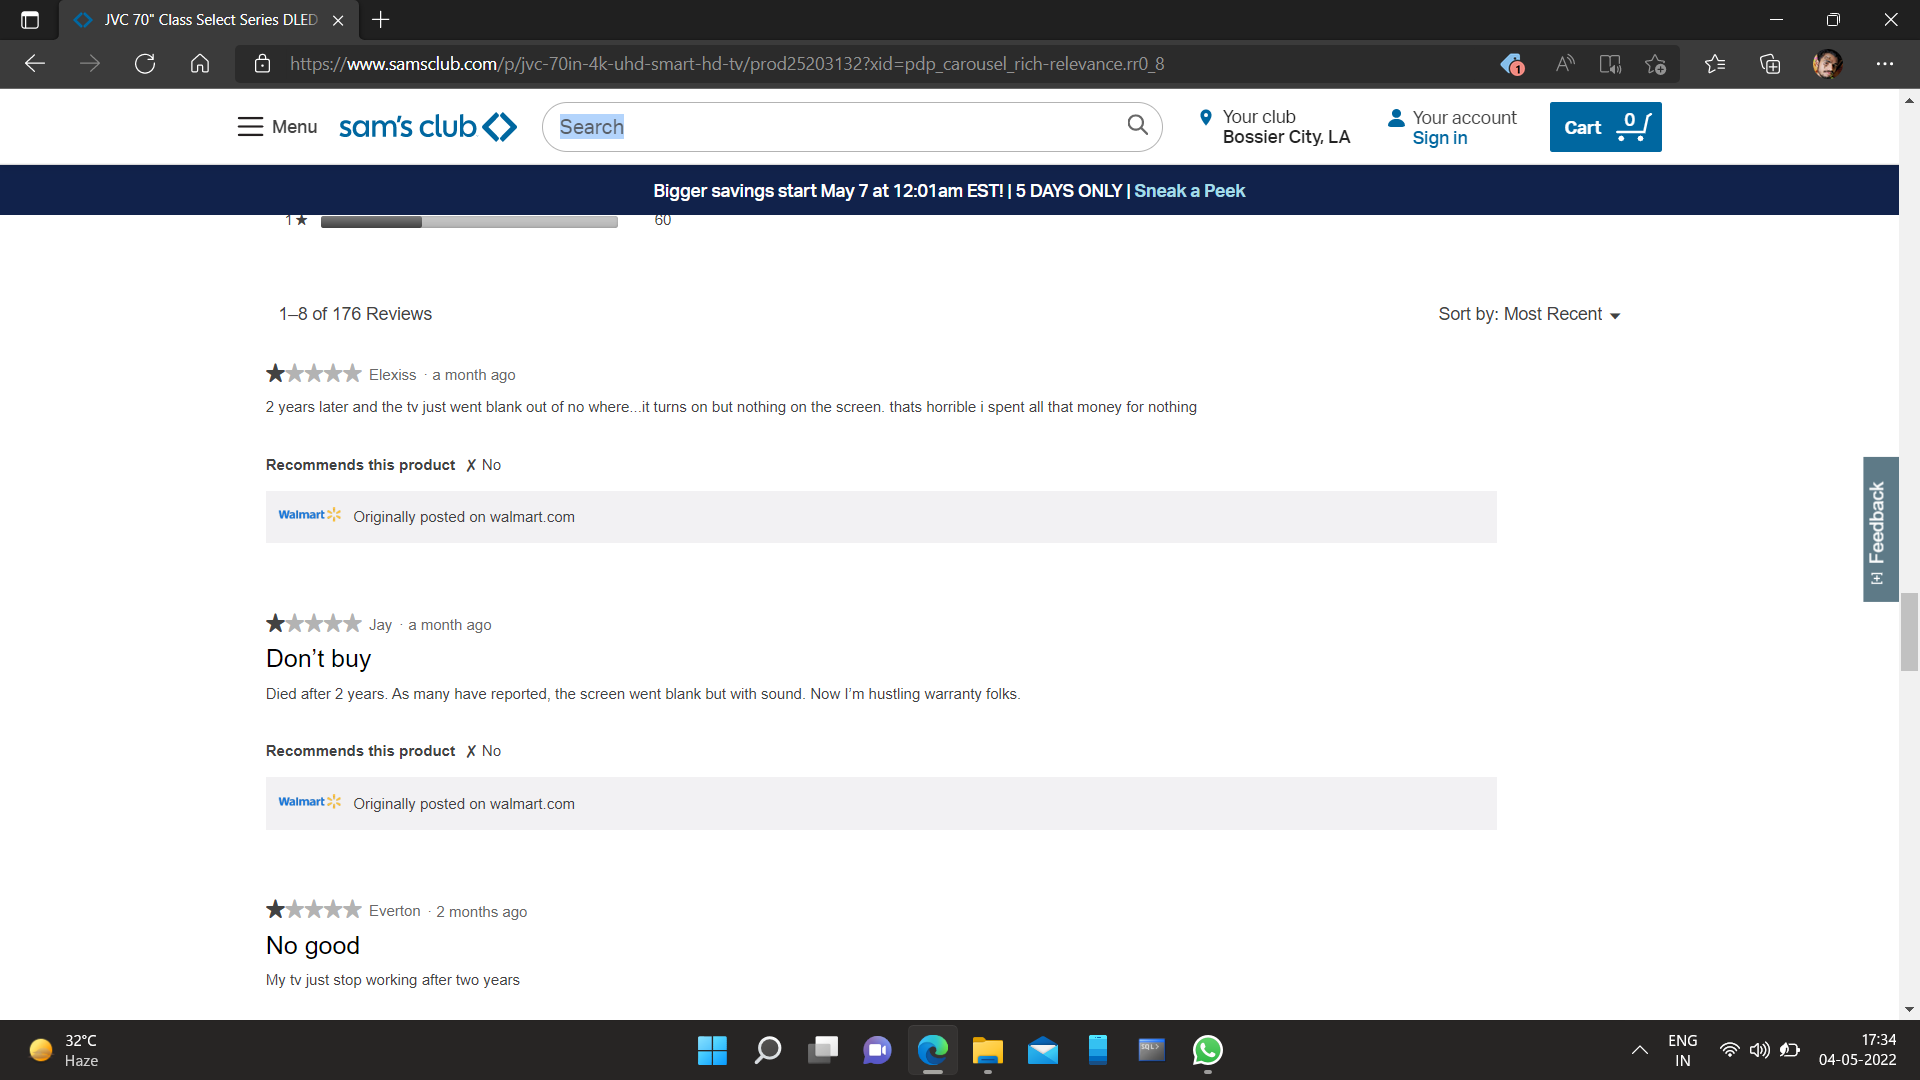 JVC 70" Class Select Series DLED
https://www.samsclub.com/p/jvc-70in-4k-uhd-smart-hd-tv/prod25203132?xid=pdp_carousel_rich-relevance.rr0_8
1
Menu
sam's club
Search
Your club
Bossier City, LA
Your account
Sign in
Cart
0
Bigger savings start May 7 at 12:01am EST! | 5 DAYS ONLY | Sneak a Peek
1★ 60
1–8 of 176 Reviews
Sort by: Most Recent
Elexiss · a month ago
2 years later and the tv just went blank out of no where...it turns on but nothing on the screen. thats horrible i spent all that money for nothing
Recommends this product ✗ No
Walmart Originally posted on walmart.com
[+] Feedback
Jay · a month ago
Don’t buy
Died after 2 years. As many have reported, the screen went blank but with sound. Now I’m hustling warranty folks.
Recommends this product ✗ No
Walmart Originally posted on walmart.com
Everton · 2 months ago
No good
My tv just stop working after two years
32°C
Haze
SQL>
ENG
IN
17:34
04-05-2022